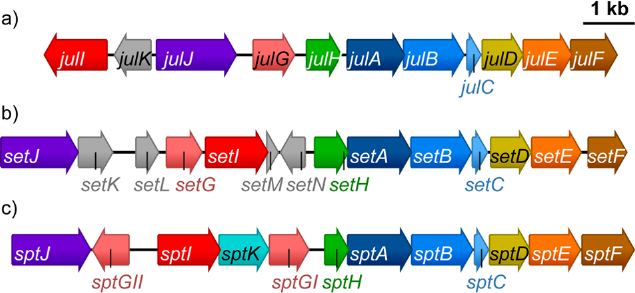 1 kb
a)
julI julK julJ julG julH julA julB julD julE julF
julC
b)
setJ setI setA setB setD setE setF
setK setL setG setM setN setH setC
c)
sptJ sptI sptK sptA sptB sptD sptE sptF
sptGII sptGI sptH sptC